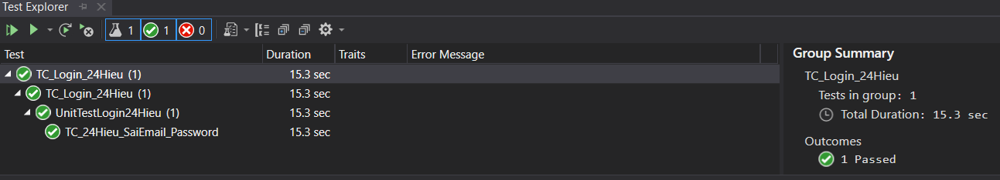 Test Explorer
1 1 0
Test Duration Traits Error Message
TC_Login_24Hieu (1) 15.3 sec
TC_Login_24Hieu (1) 15.3 sec
UnitTestLogin24Hieu (1) 15.3 sec
TC_24Hieu_SaiEmail_Password 15.3 sec
Group Summary
TC_Login_24Hieu
Tests in group: 1
Total Duration: 15.3 sec
Outcomes
1 Passed